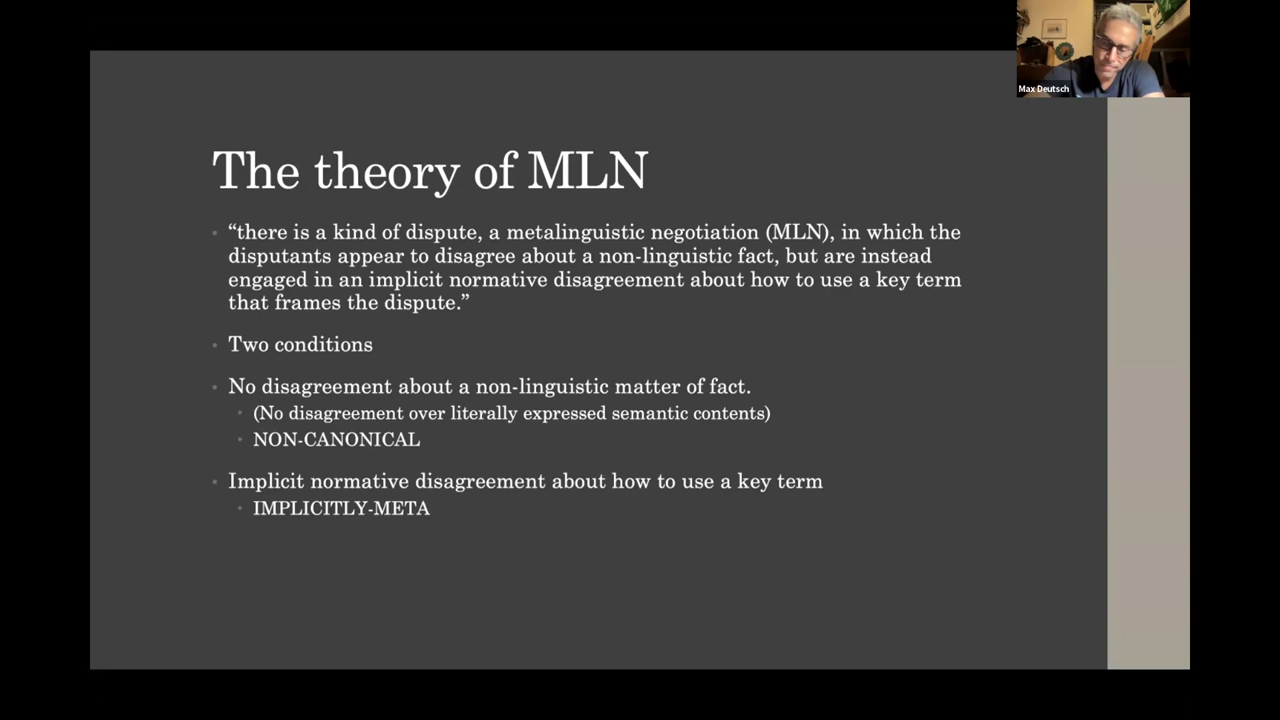 Max Deutsch
The theory of MLN
“there is a kind of dispute, a metalinguistic negotiation (MLN), in which the
disputants appear to disagree about a non-linguistic fact, but are instead
engaged in an implicit normative disagreement about how to use a key term
that frames the dispute.”
Two conditions
No disagreement about a non-linguistic matter of fact.
(No disagreement over literally expressed semantic contents)
NON-CANONICAL
Implicit normative disagreement about how to use a key term
IMPLICITLY-META